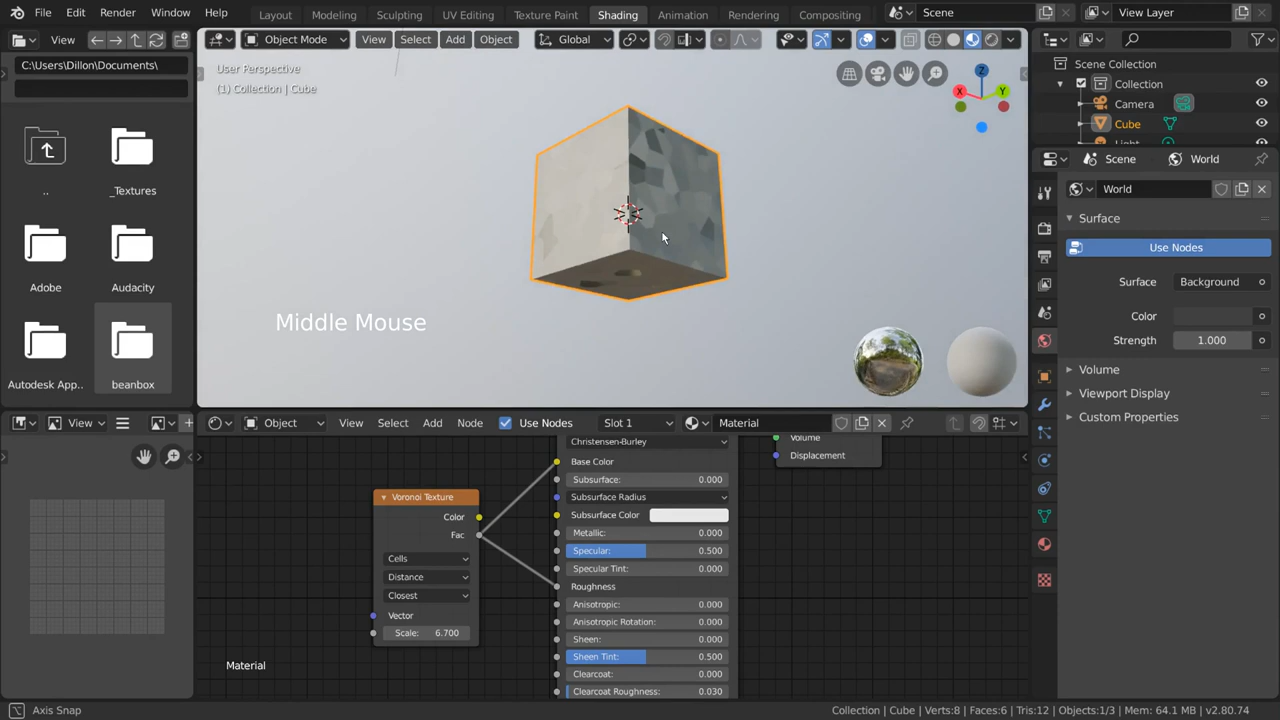 File Edit Render Window Help Layout Modeling Sculpting UV Editing Texture Paint Shading Animation Rendering Compositing Scene View Layer
View Object Mode View Select Add Object Global
C:\Users\Dillon\Documents\
User Perspective
(1) Collection | Cube
X Y Z
Scene Collection
Collection
Camera
Cube
Light
Scene World
World
Surface
Use Nodes
Surface Background
Color
Strength 1.000
Volume
Viewport Display
Custom Properties
..
_Textures
Adobe
Audacity
Autodesk App..
beanbox
Middle Mouse
View Object View Select Add Node Use Nodes Slot 1 Material
Christensen-Burley
Base Color
Subsurface: 0.000
Subsurface Radius
Subsurface Color
Metallic: 0.000
Specular: 0.500
Specular Tint: 0.000
Roughness
Anisotropic: 0.000
Anisotropic Rotation: 0.000
Sheen: 0.000
Sheen Tint: 0.500
Clearcoat: 0.000
Clearcoat Roughness: 0.030
Volume
Displacement
Voronoi Texture
Color
Fac
Cells
Distance
Closest
Vector
Scale: 6.700
Material
Axis Snap
Collection | Cube | Verts:8 | Faces:6 | Tris:12 | Objects:1/3 | Mem: 64.1 MB | v2.80.74